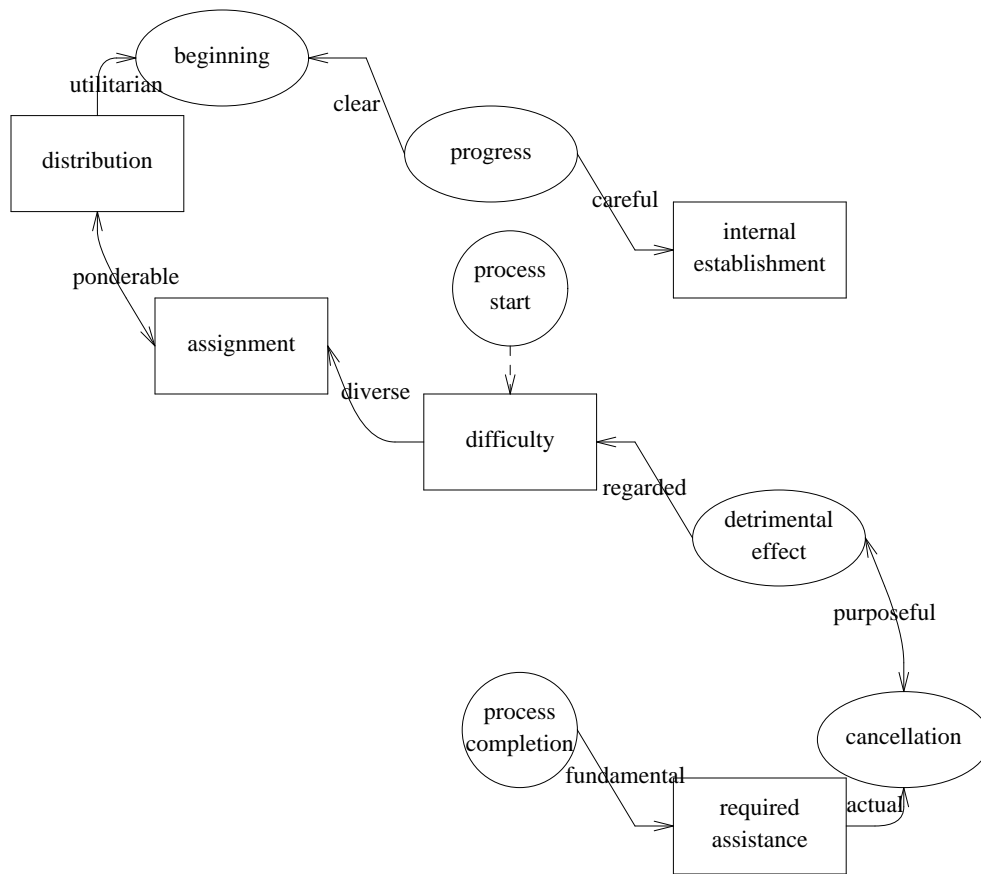 beginning
utilitarian
clear
distribution
progress
careful
internal
establishment
process
start
ponderable
assignment
diverse
difficulty
regarded
detrimental
effect
purposeful
process
completion
cancellation
fundamental
required
assistance
actual